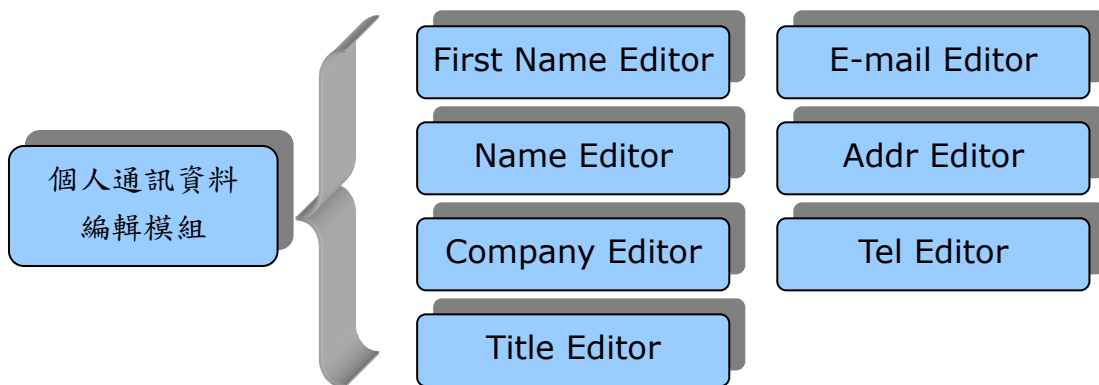 個人通訊資料
編輯模組
First Name Editor
Name Editor
Company Editor
Title Editor
E-mail Editor
Addr Editor
Tel Editor